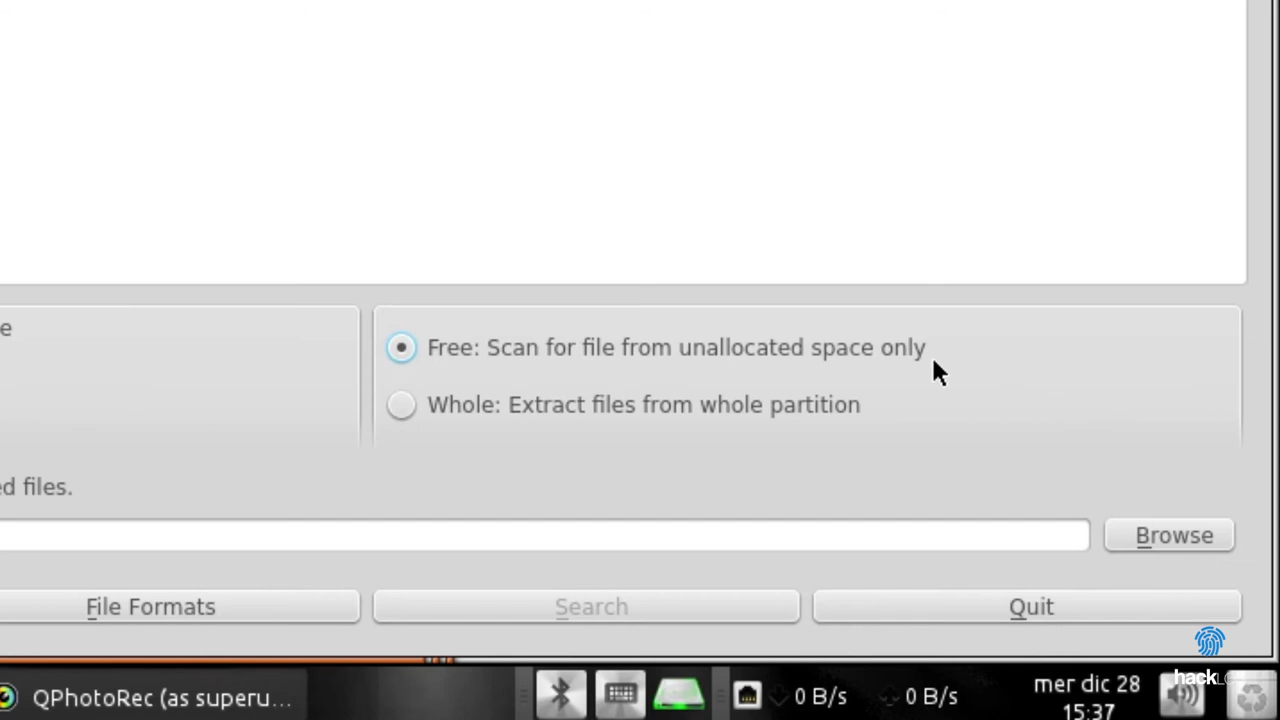 e
Free: Scan for file from unallocated space only
Whole: Extract files from whole partition
ed files.
Browse
File Formats
Search
Quit
QPhotoRec (as superu...
0 B/s
0 B/s
mer dic 28
15:37
hack